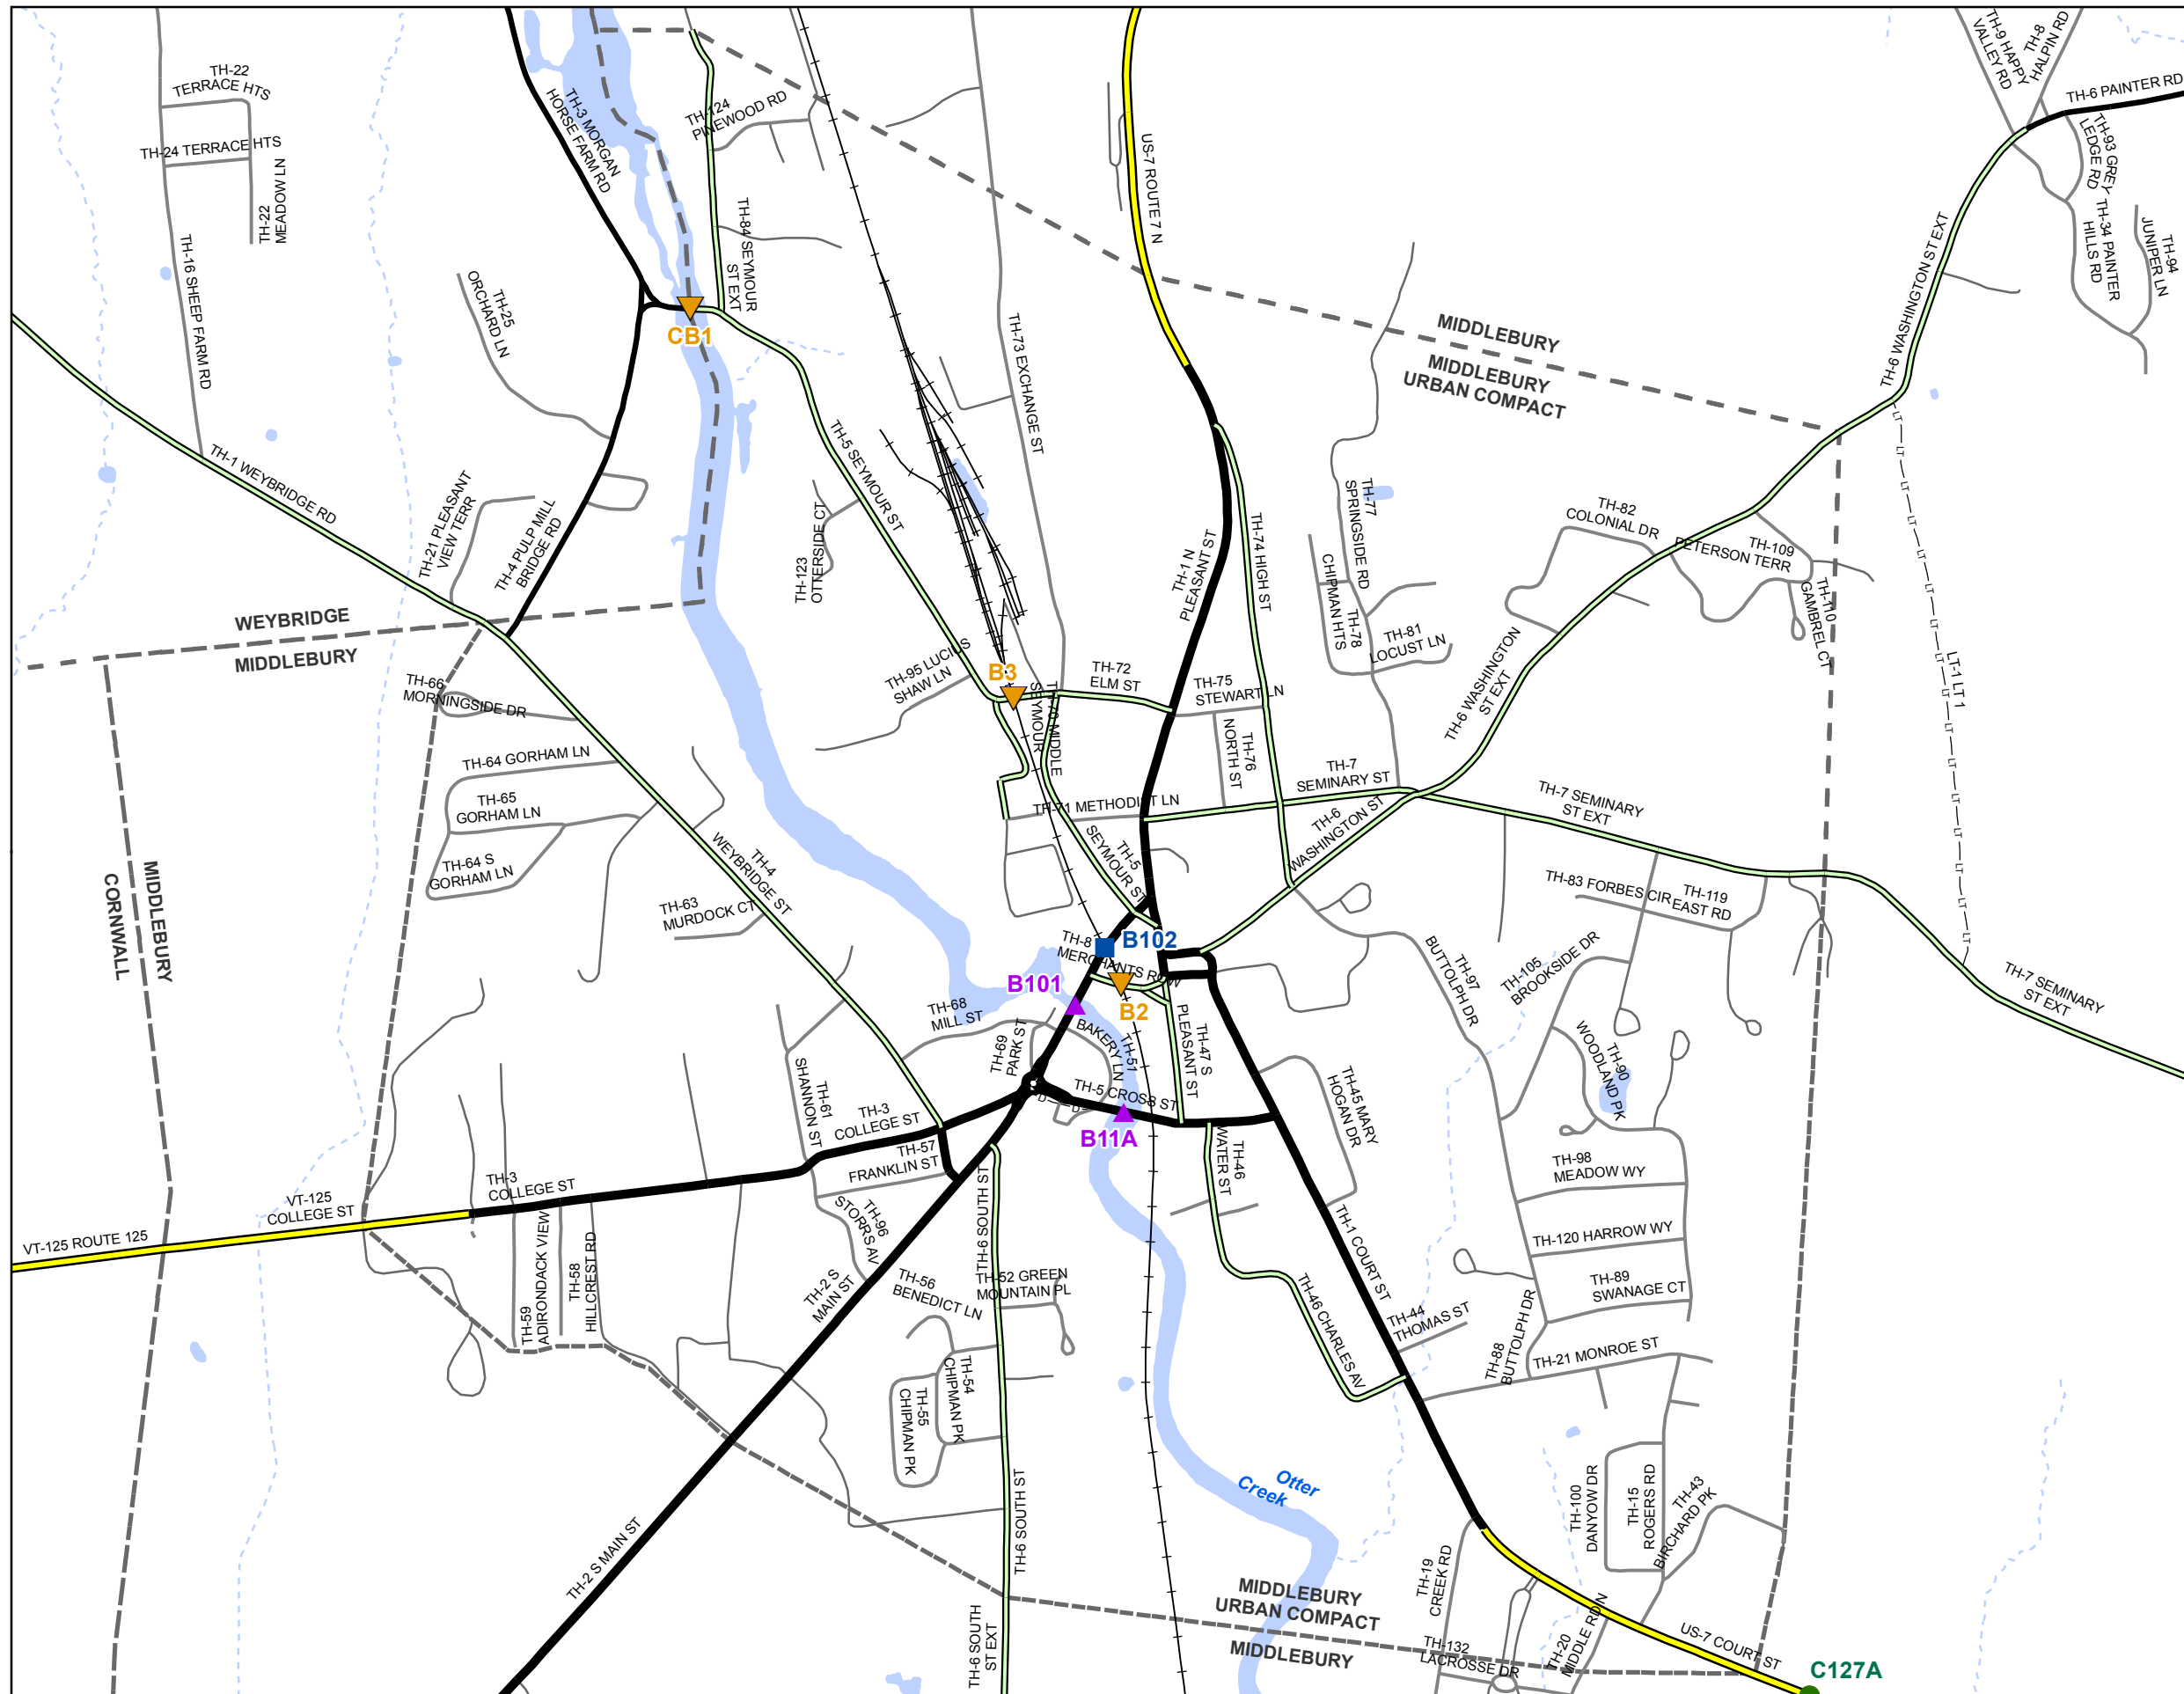 TH-22
TERRACE HTS
TH-24 TERRACE HTS
TH-22
MEADOW LN
TH-16 SHEEP FARM RD
TH-3 MORGAN
HORSE FARM RD
TH-124
PINEWOOD RD
TH-84 SEYMOUR
ST EXT
US-7 ROUTE 7 N
TH-9 HAPPY
VALLEY RD
TH-8
HALPIN RD
TH-6 PAINTER RD
TH-93 GREY
LEDGE RD
TH-34 PAINTER
HILLS RD
TH-94
JUNIPER LN
TH-6 WASHINGTON ST EXT
TH-25
ORCHARD LN
CB1
TH-73 EXCHANGE ST
MIDDLEBURY
MIDDLEBURY
URBAN COMPACT
TH-1 WEYBRIDGE RD
TH-21 PLEASANT
VIEW TERR
TH-4 PULP MILL
BRIDGE RD
TH-5 SEYMOUR ST
TH-123
OTTERSIDE CT
TH-1 N
PLEASANT ST
TH-74 HIGH ST
TH-77
SPRINGSIDE RD
CHIPMAN HTS
TH-78
TH-81
LOCUST LN
TH-82
COLONIAL DR
TH-109
PETERSON TERR
TH-110
GAMBREL CT
LT-1 LT 1
WEYBRIDGE
MIDDLEBURY
TH-66
MORNINGSIDE DR
TH-95 LUCIUS
SHAW LN
B3
TH-70 MIDDLE
SEYMOUR
TH-72
ELM ST
TH-75
STEWART LN
TH-76
NORTH ST
TH-6 WASHINGTON
ST EXT
TH-64 GORHAM LN
TH-65
GORHAM LN
TH-64 S
GORHAM LN
TH-7
SEMINARY ST
TH-71 METHODIST LN
TH-7 SEMINARY
ST EXT
TH-6
WASHINGTON ST
TH-5
SEYMOUR ST
TH-4
WEYBRIDGE ST
TH-63
MURDOCK CT
MIDDLEBURY
CORNWALL
TH-83 FORBES CIR
TH-119
EAST RD
TH-8
MERCHANTS ROW
B102
B101
B2
TH-97
BUTTOLPH DR
TH-105
BROOKSIDE DR
TH-7 SEMINARY
ST EXT
TH-68
MILL ST
TH-69
PARK ST
BAKERY LN
TH-51
TH-47 S
PLEASANT ST
TH-90
WOODLAND PK
TH-61
SHANNON ST
TH-3
COLLEGE ST
TH-5 CROSS ST
B11A
TH-45 MARY
HOGAN DR
TH-57
FRANKLIN ST
TH-46
WATER ST
TH-98
MEADOW WY
TH-3
COLLEGE ST
VT-125
COLLEGE ST
VT-125 ROUTE 125
TH-96
STORRS AV
TH-6 SOUTH ST
TH-1 COURT ST
TH-120 HARROW WY
TH-59
ADIRONDACK VIEW
TH-58
HILLCREST RD
TH-2 S
MAIN ST
TH-56
BENEDICT LN
TH-52 GREEN
MOUNTAIN PL
TH-46 CHARLES AV
TH-44
THOMAS ST
TH-89
SWANAGE CT
TH-88
BUTTOLPH DR
TH-21 MONROE ST
TH-54
CHIPMAN PK
TH-55
CHIPMAN PK
Otter
Creek
TH-6 SOUTH ST
TH-2 S MAIN ST
TH-100
DANYOW DR
TH-15
ROGERS RD
TH-43
BIRCHARD PK
TH-19
CREEK RD
MIDDLEBURY
URBAN COMPACT
MIDDLEBURY
TH-6 SOUTH
ST EXT
TH-132
LACROSSE DR
TH-20
MIDDLE RD N
US-7 COURT ST
C127A